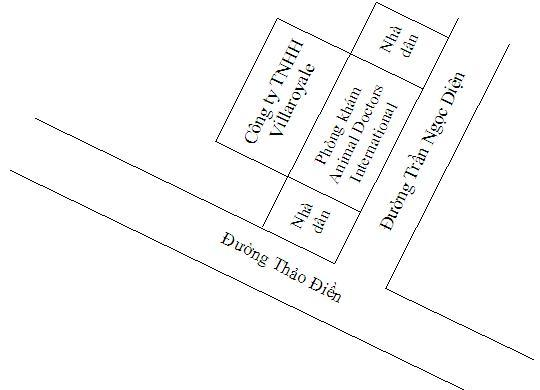 Nhà
dân
Công ty TNHH
Villaroyale
Phòng khám
Animal Doctors
International
Đường Trần Ngọc Diện
Nhà
dân
Đường Thảo Điền